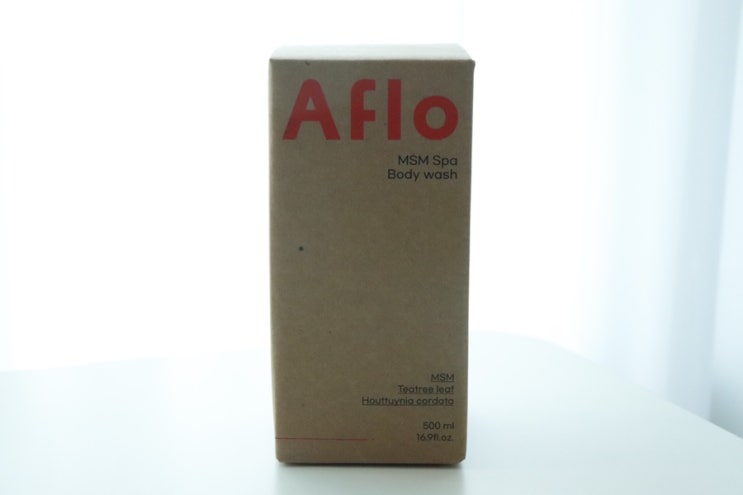 Aflo
MSM Spa
Body wash
MSM
Teatree leaf
Houttuynia cordata
500 ml
16.9fl.oz.